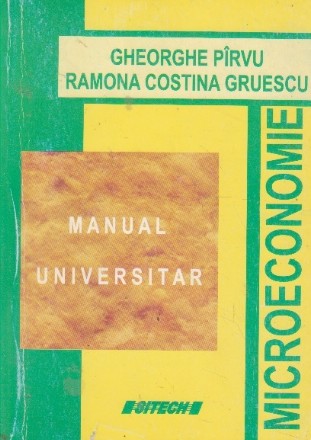 GHEORGHE PÎRVU
RAMONA COSTINA GRUESCU
MICROECONOMIE
MANUAL
UNIVERSITAR
SITECH